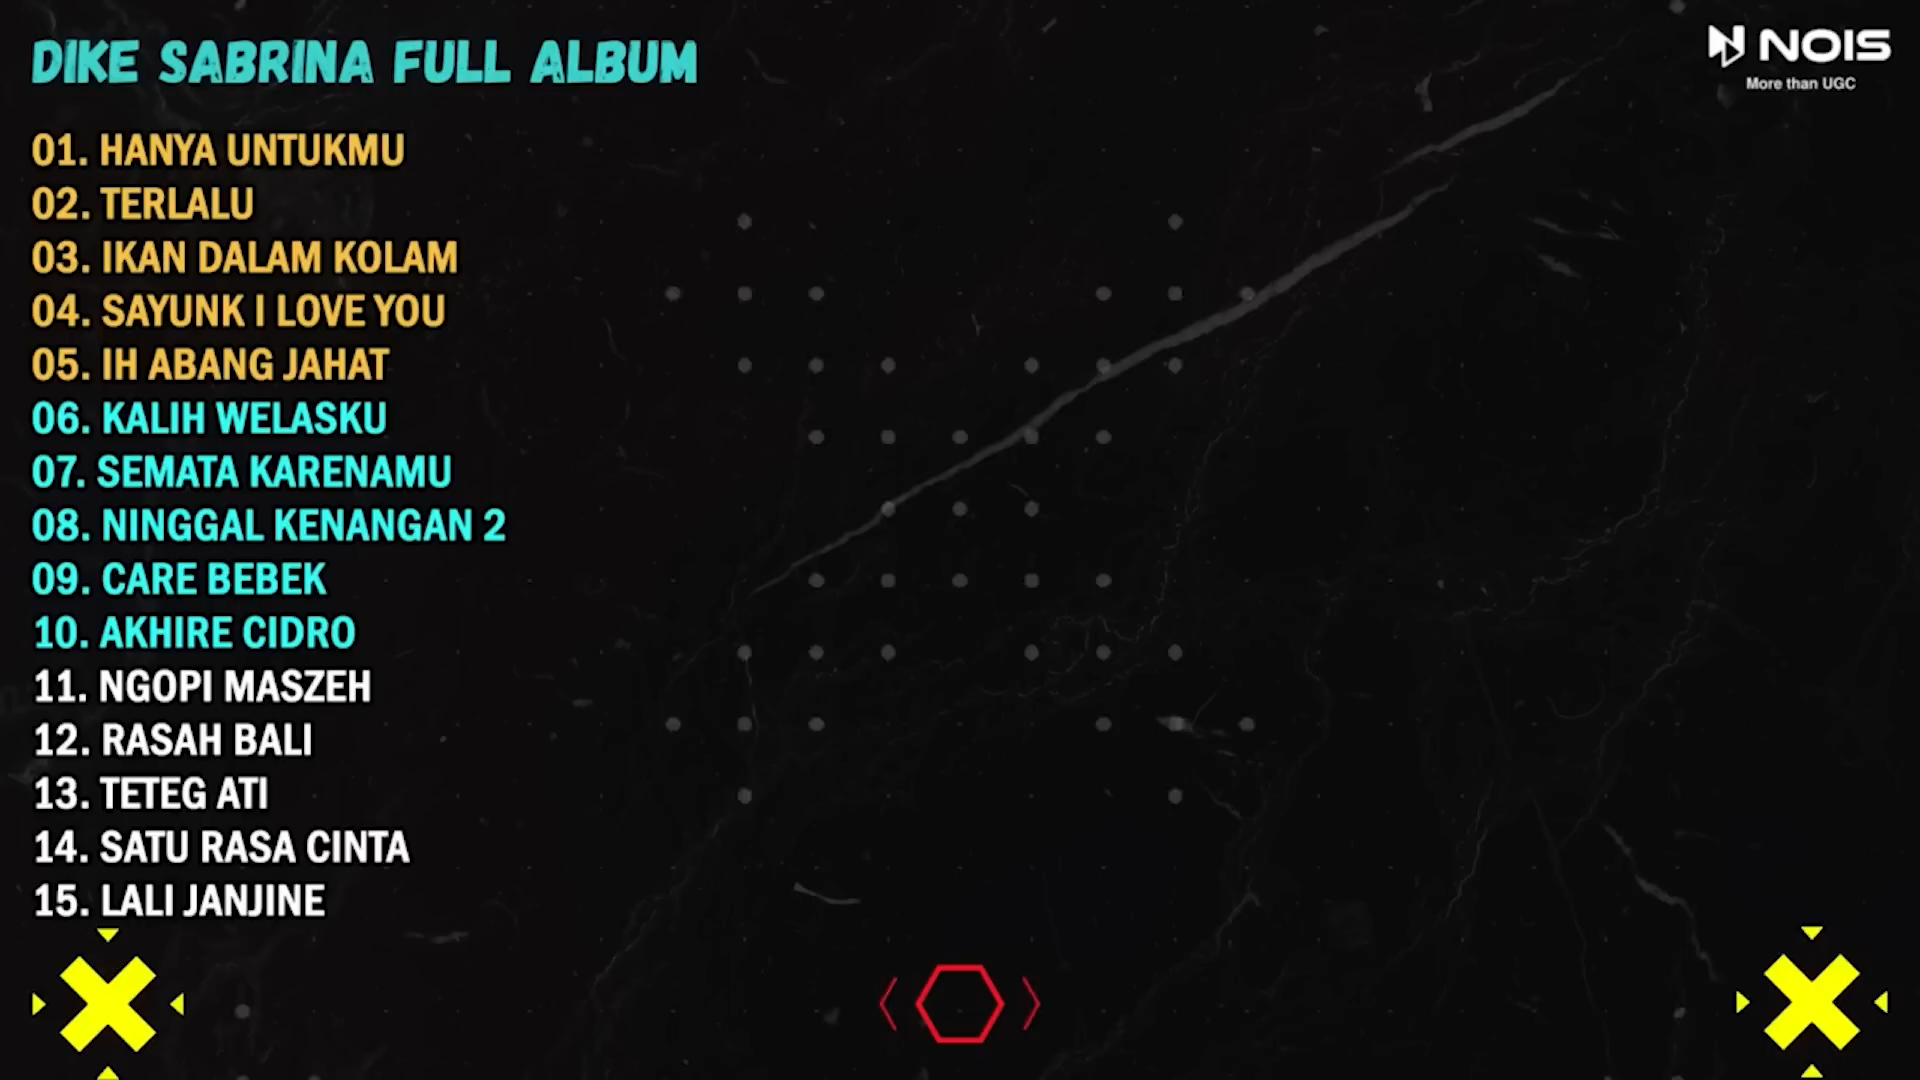 DIKE SABRINA FULL ALBUM
NOIS
More than UGC
01. HANYA UNTUKMU
02. TERLALU
03. IKAN DALAM KOLAM
04. SAYUNK I LOVE YOU
05. IH ABANG JAHAT
06. KALIH WELASKU
07. SEMATA KARENAMU
08. NINGGAL KENANGAN 2
09. CARE BEBEK
10. AKHIRE CIDRO
11. NGOPI MASZEH
12. RASAH BALI
13. TETEG ATI
14. SATU RASA CINTA
15. LALI JANJINE